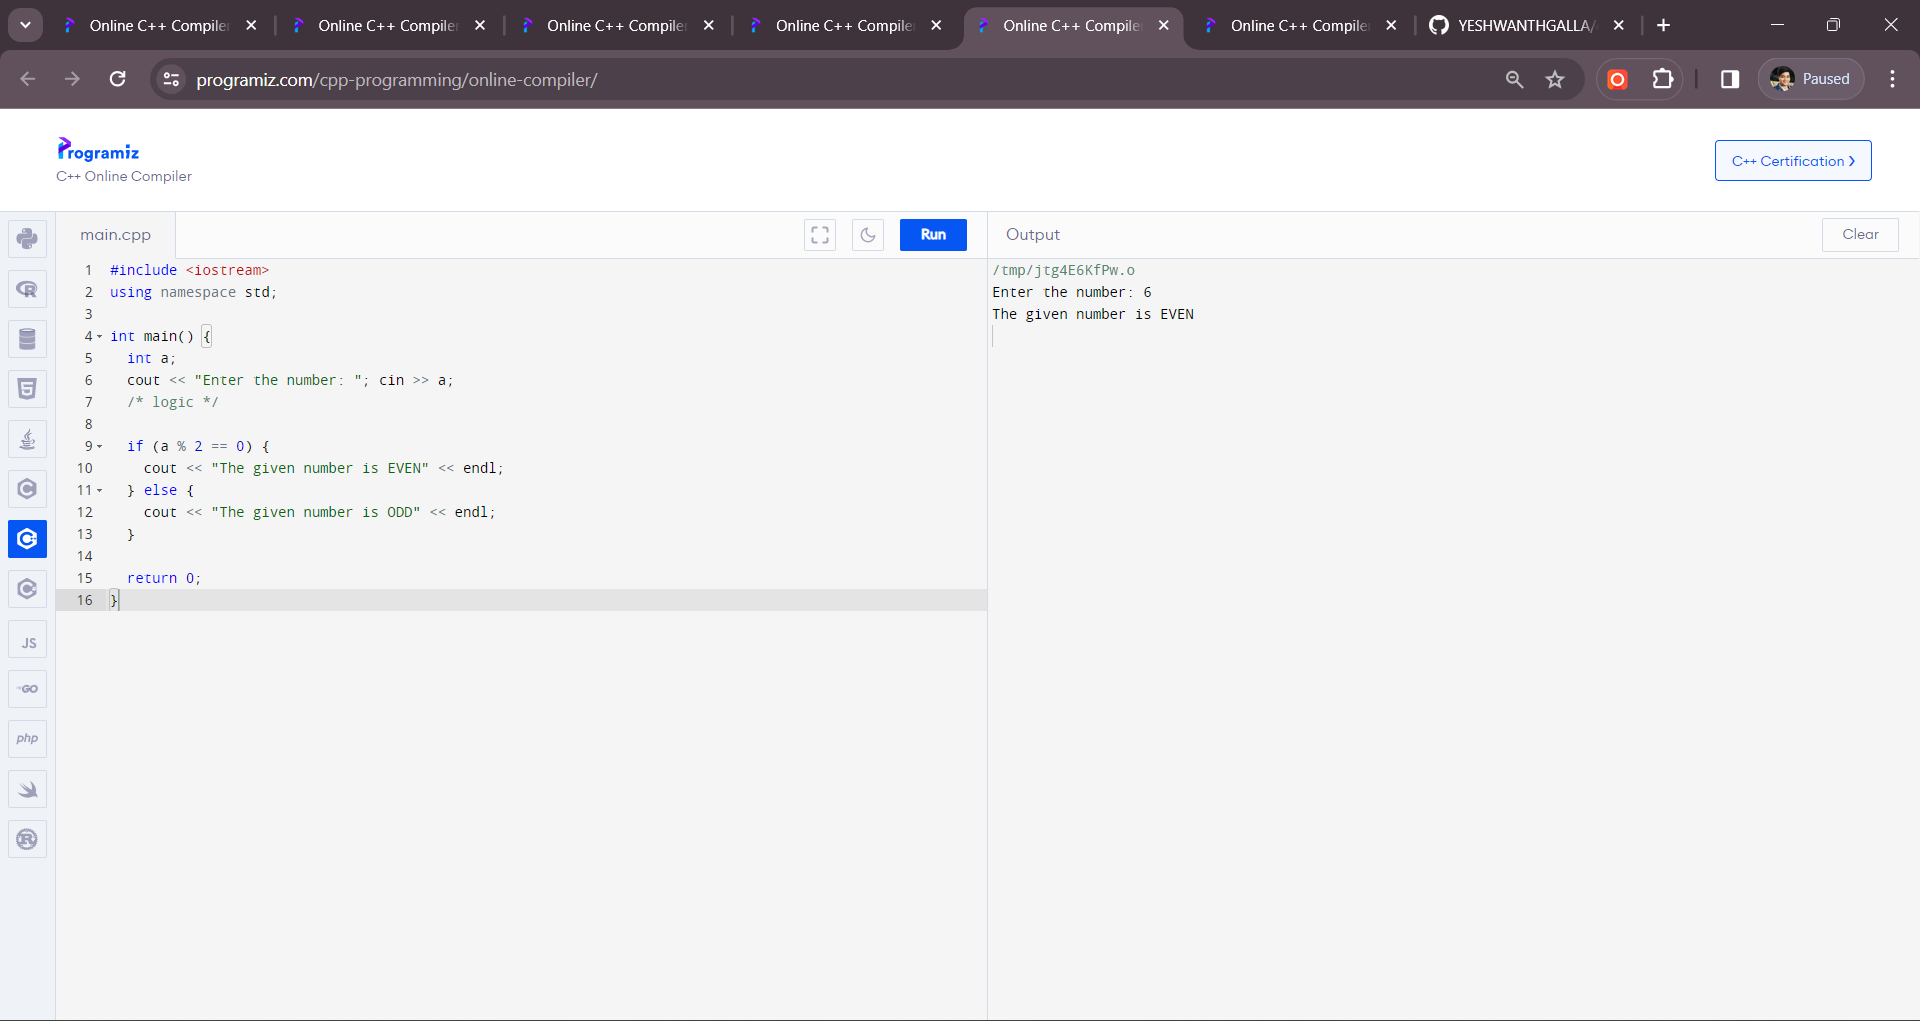 Online C++ Compiler
Online C++ Compiler
Online C++ Compiler
Online C++ Compile
Online C++ Compile
Online C++ Compile
YESHWANTHGALLA/
programiz.com/cpp-programming/online-compiler/
Paused
Programiz
C++ Online Compiler
C++ Certification >
main.cpp
Run
Output
Clear
1 #include <iostream>
2 using namespace std;
3
4 int main() {
5 int a;
6 cout << "Enter the number: "; cin >> a;
7 /* logic */
8
9 if (a % 2 == 0) {
10 cout << "The given number is EVEN" << endl;
11 } else {
12 cout << "The given number is ODD" << endl;
13 }
14
15 return 0;
16 }
/tmp/jtg4E6KfPw.o
Enter the number: 6
The given number is EVEN
R
5
C
C
C
JS
GO
php
R